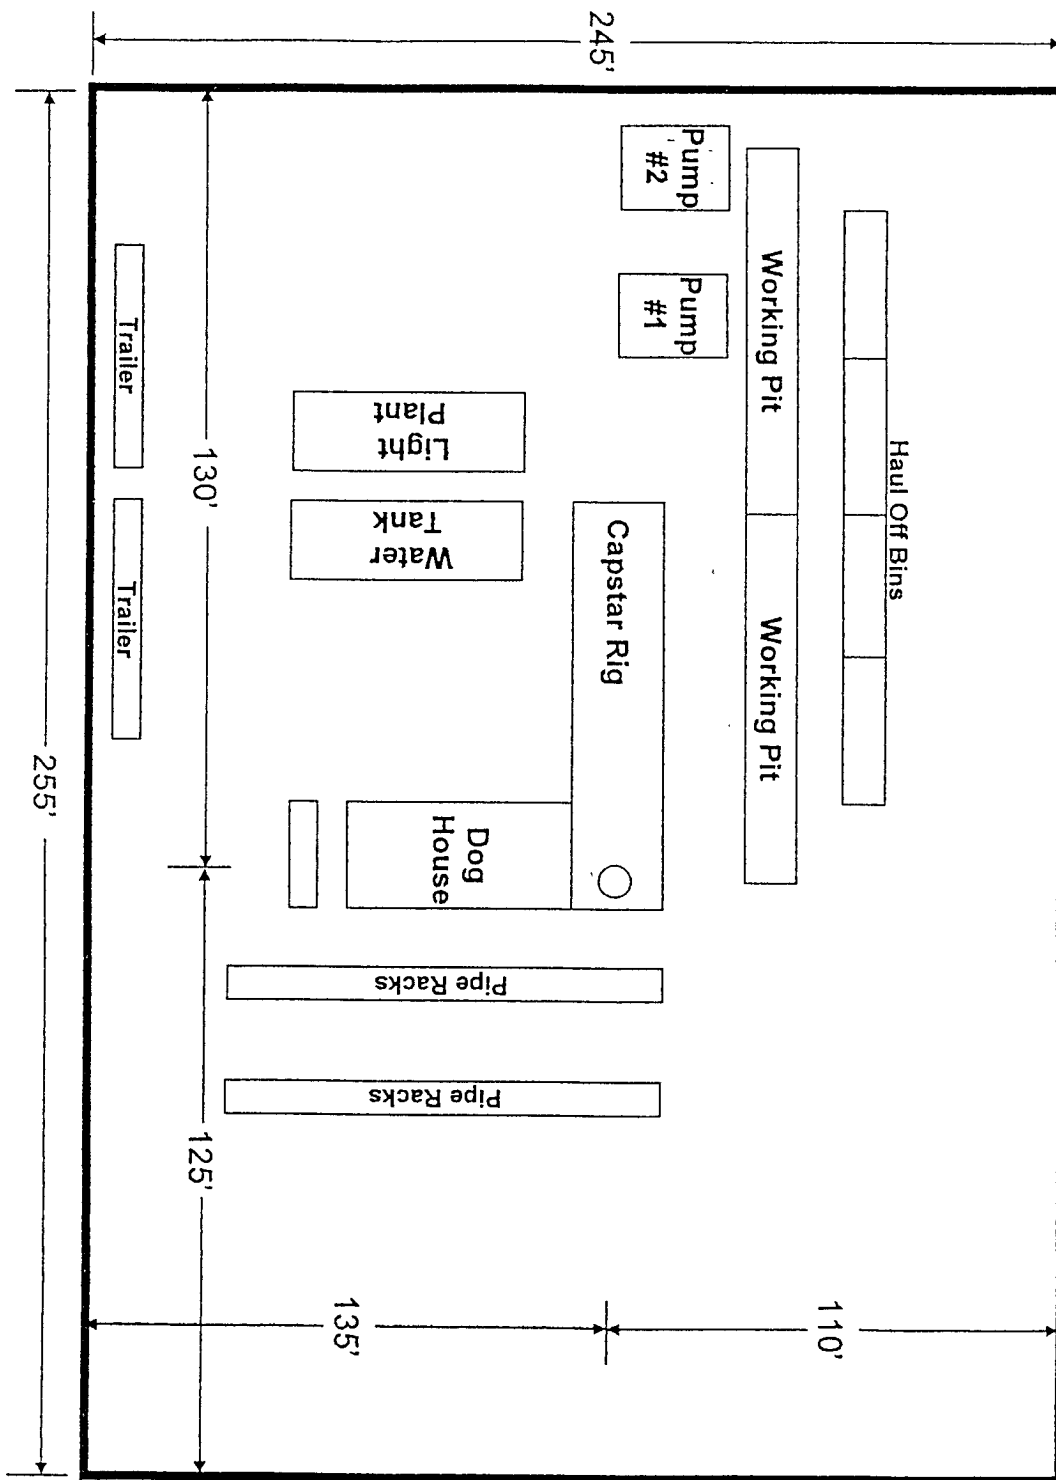 245'
Pump
#2
Pump
#1
Working Pit
Working Pit
Haul Off Bins
Light
Plant
Water
Tank
Capstar Rig
Dog
House
Trailer
Trailer
130'
255'
Pipe Racks
Pipe Racks
125'
135'
110'